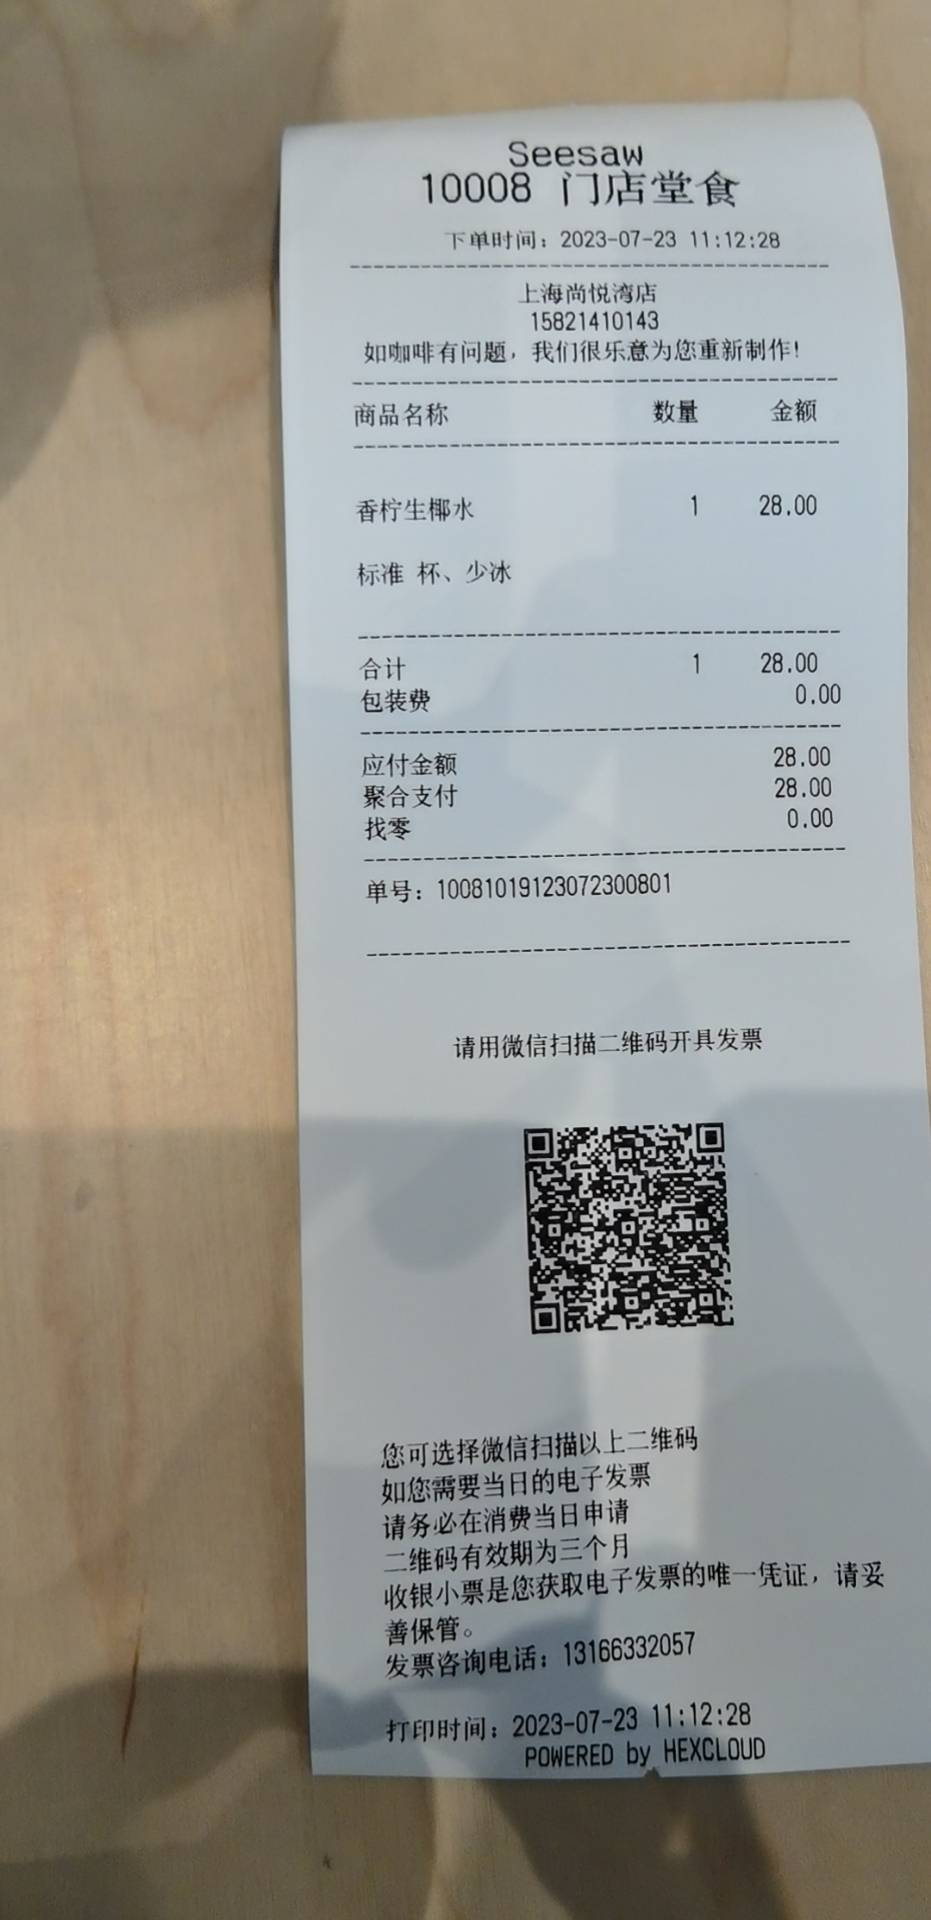 Seesaw
10008 门店堂食
下单时间：2023-07-23 11:12:28
上海尚悦湾店
15821410143
如咖啡有问题，我们很乐意为您重新制作！
商品名称 数量 金额
香柠生椰水 1 28.00
标准 杯、少冰
合计 1 28.00
包装费 0.00
应付金额 28.00
聚合支付 28.00
找零 0.00
单号：10081019123072300801
请用微信扫描二维码开具发票
您可选择微信扫描以上二维码
如您需要当日的电子发票
请务必在消费当日申请
二维码有效期为三个月
收银小票是您获取电子发票的唯一凭证，请妥
善保管。
发票咨询电话：13166332057
打印时间：2023-07-23 11:12:28
POWERED by HEXCLOUD